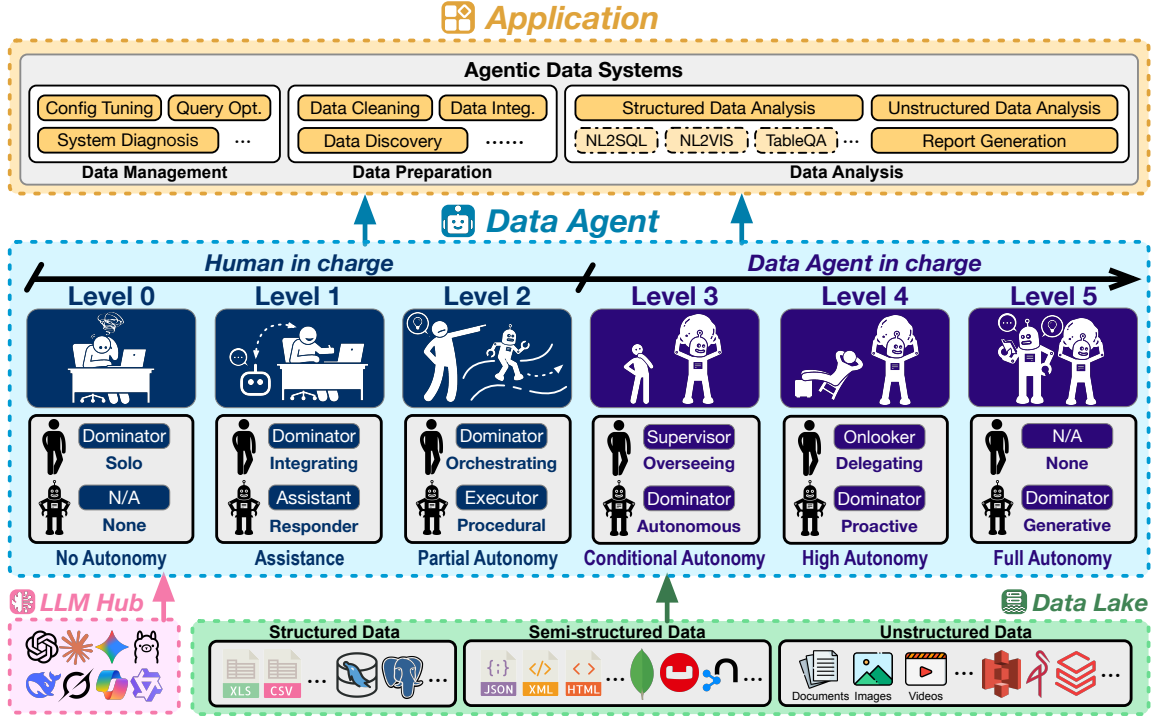 Application
Agentic Data Systems
Config Tuning Query Opt.
System Diagnosis ...
Data Management
Data Cleaning Data Integ.
Data Discovery ......
Data Preparation
Structured Data Analysis Unstructured Data Analysis
NL2SQL NL2VIS TableQA ... Report Generation
Data Analysis
Data Agent
Human in charge Data Agent in charge
Level 0 Level 1 Level 2 Level 3 Level 4 Level 5
Dominator Dominator Dominator Supervisor Onlooker N/A
Solo Integrating Orchestrating Overseeing Delegating None
N/A Assistant Executor Dominator Dominator Dominator
None Responder Procedural Autonomous Proactive Generative
No Autonomy Assistance Partial Autonomy Conditional Autonomy High Autonomy Full Autonomy
LLM Hub
Data Lake
Structured Data Semi-structured Data Unstructured Data
XLS CSV ... ...
{;} JSON </> XML < > HTML ... ...
Documents Images Videos ... ...